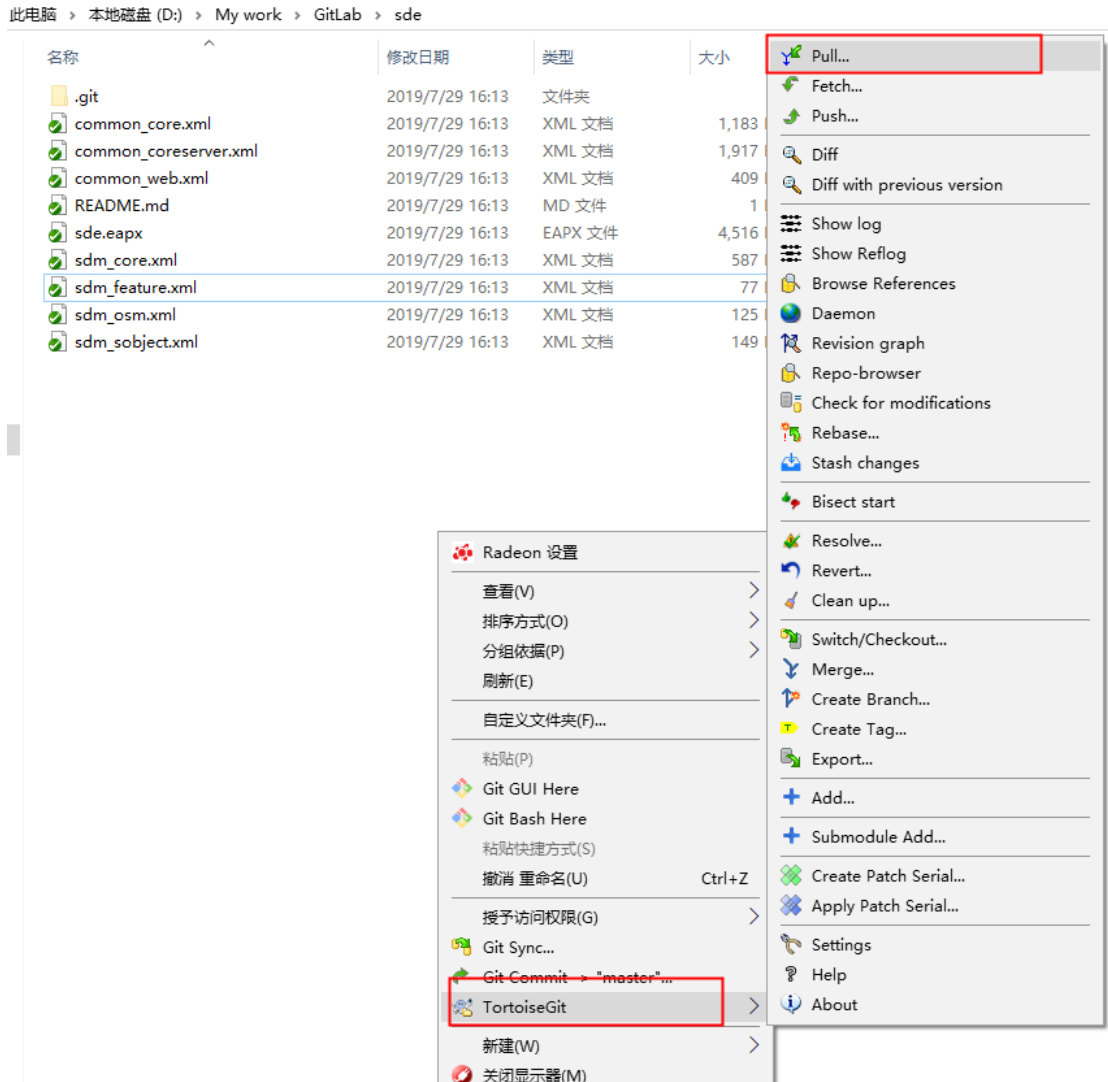 此电脑 › 本地磁盘 (D:) › My work › GitLab › sde
名称 修改日期 类型 大小
.git 2019/7/29 16:13 文件夹
common_core.xml 2019/7/29 16:13 XML 文档 1,183
common_coreserver.xml 2019/7/29 16:13 XML 文档 1,917
common_web.xml 2019/7/29 16:13 XML 文档 409
README.md 2019/7/29 16:13 MD 文件 1
sde.eapx 2019/7/29 16:13 EAPX 文件 4,516
sdm_core.xml 2019/7/29 16:13 XML 文档 587
sdm_feature.xml 2019/7/29 16:13 XML 文档 77
sdm_osm.xml 2019/7/29 16:13 XML 文档 125
sdm_sobject.xml 2019/7/29 16:13 XML 文档 149
Radeon 设置
查看(V)
排序方式(O)
分组依据(P)
刷新(E)
自定义文件夹(F)...
粘贴(P)
Git GUI Here
Git Bash Here
粘贴快捷方式(S)
撤消 重命名(U) Ctrl+Z
授予访问权限(G)
Git Sync...
Git Commit -> "master"...
TortoiseGit
新建(W)
关闭显示器(M)
Pull...
Fetch...
Push...
Diff
Diff with previous version
Show log
Show Reflog
Browse References
Daemon
Revision graph
Repo-browser
Check for modifications
Rebase...
Stash changes
Bisect start
Resolve...
Revert...
Clean up...
Switch/Checkout...
Merge...
Create Branch...
Create Tag...
Export...
Add...
Submodule Add...
Create Patch Serial...
Apply Patch Serial...
Settings
Help
About